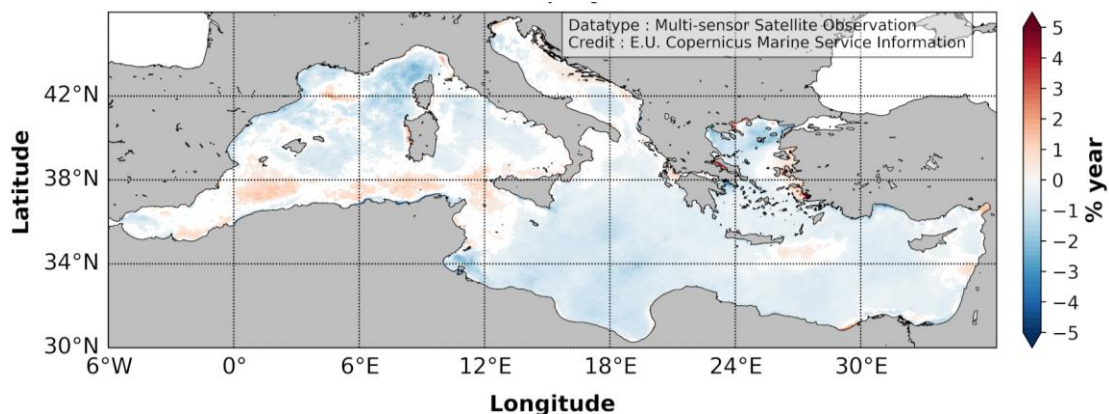 Datatype : Multi-sensor Satellite Observation
Credit : E.U. Copernicus Marine Service Information
Latitude
42°N
38°N
34°N
30°N
6°W 0° 6°E 12°E 18°E 24°E 30°E
Longitude
5
4
3
2
1
0
−1
−2
−3
−4
−5
% year